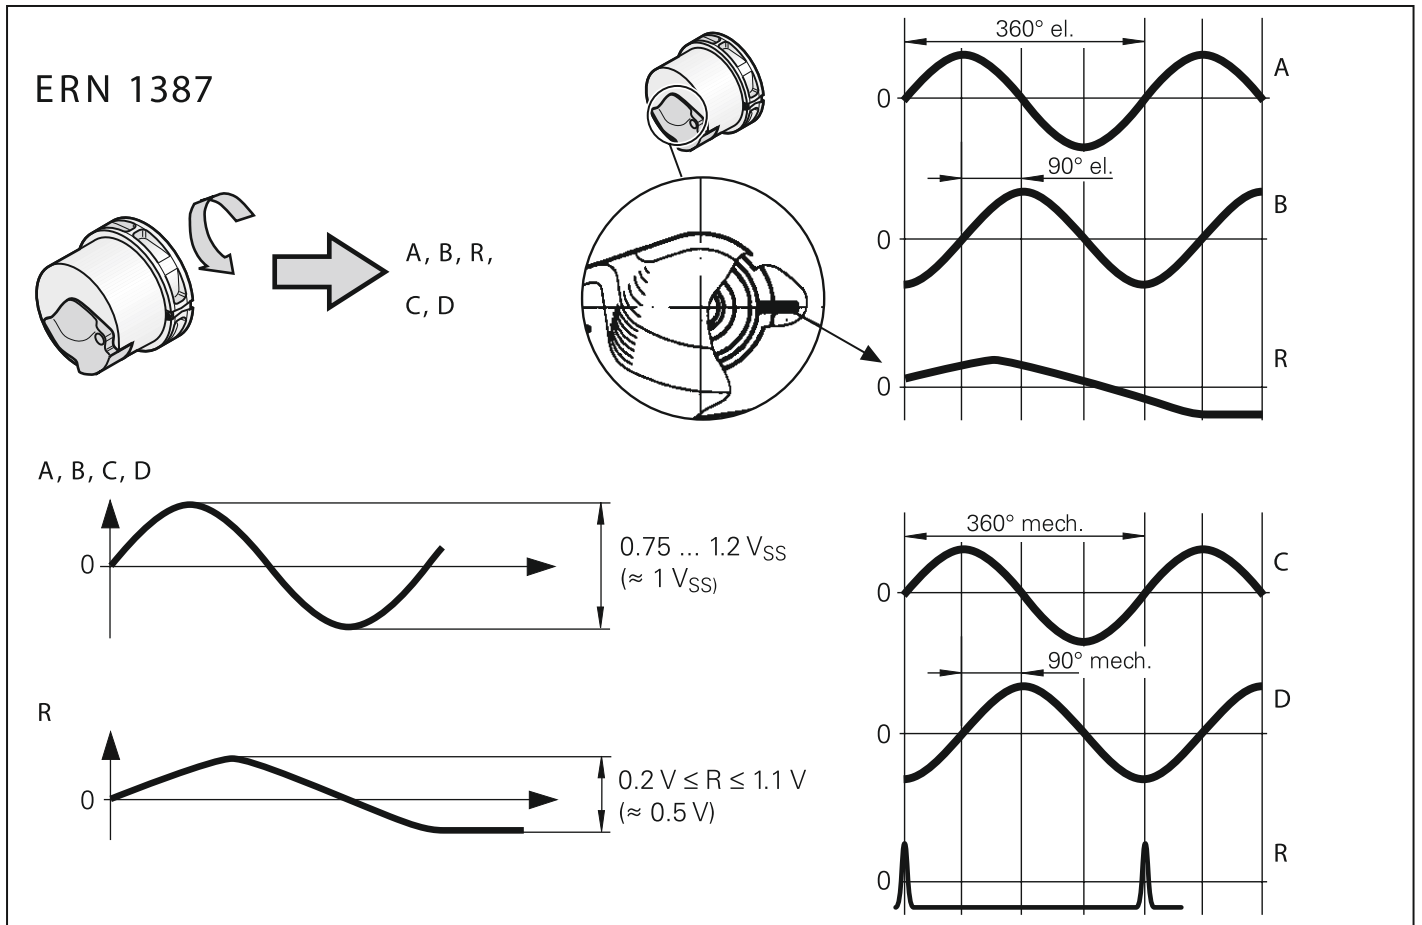 ERN 1387
A, B, R,
C, D
360° el.
A
0
90° el.
B
0
R
0
A, B, C, D
0
0.75 ... 1.2 VSS
(≈ 1 VSS)
R
0
0.2 V ≤ R ≤ 1.1 V
(≈ 0.5 V)
360° mech.
C
0
90° mech.
D
0
R
0